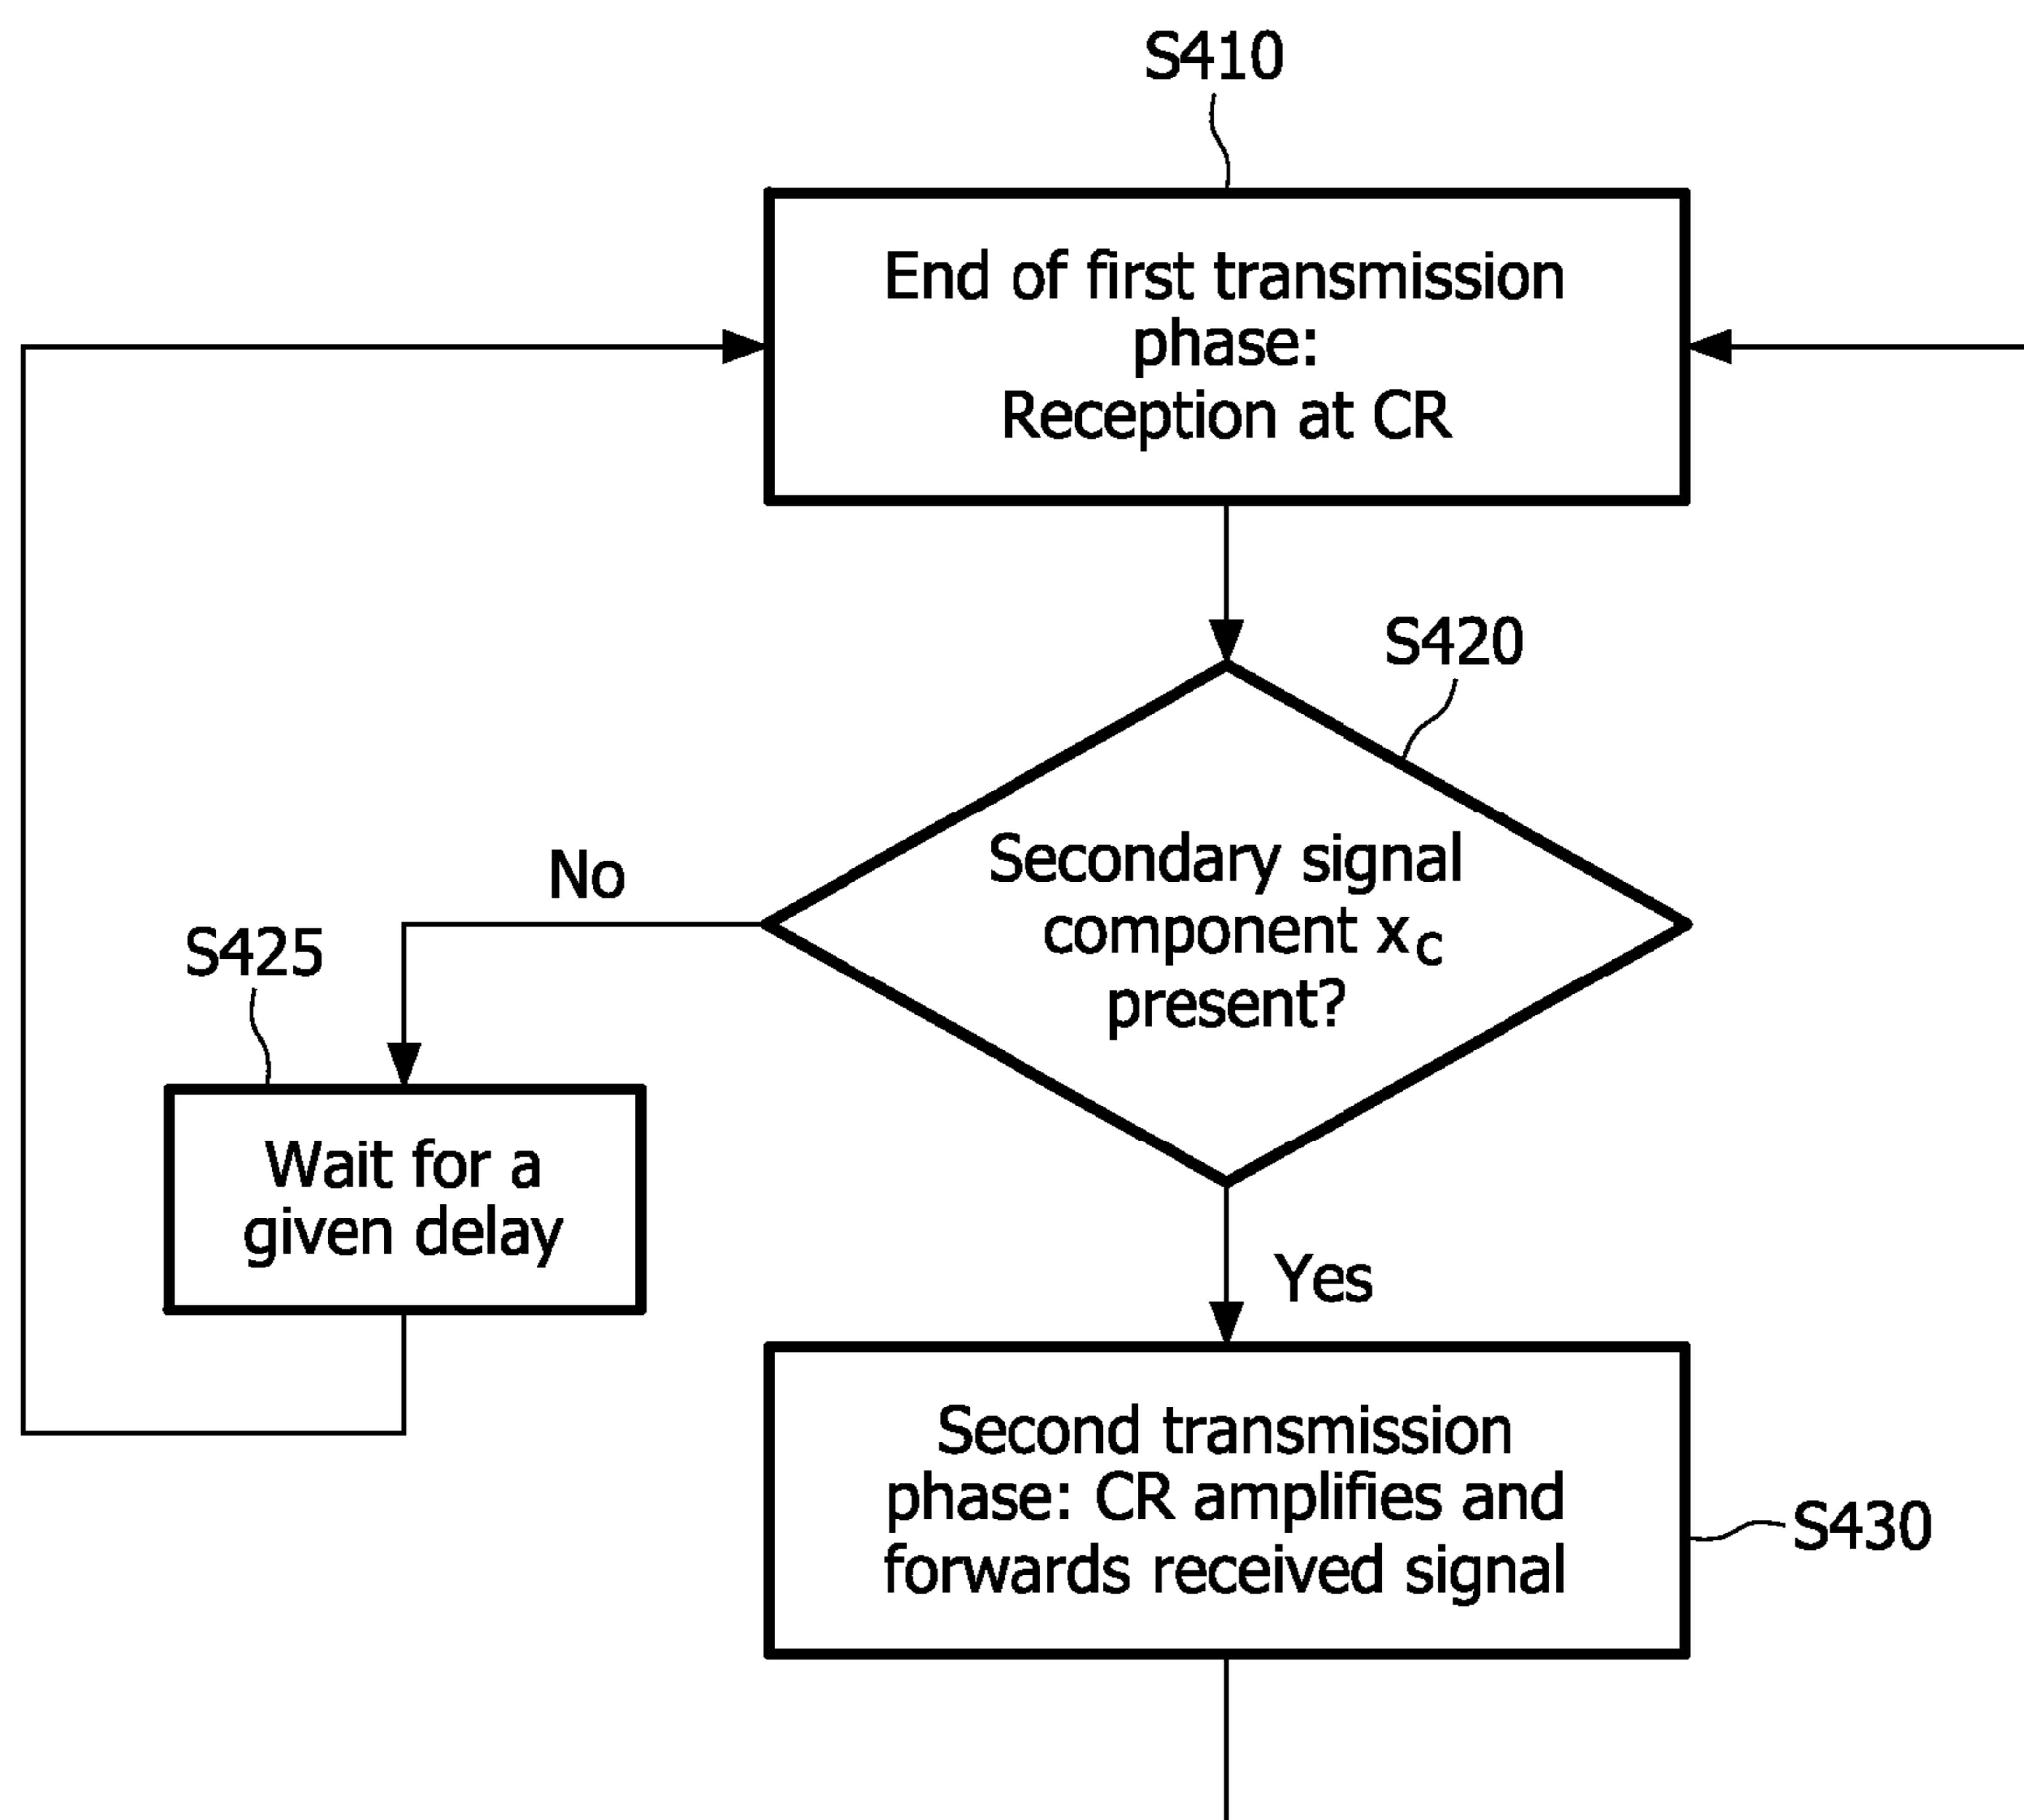 S410
End of first transmission
phase:
Reception at CR
S420
Secondary signal
component xc
present?
No
S425
Wait for a
given delay
Yes
Second transmission
phase: CR amplifies and
forwards received signal
S430